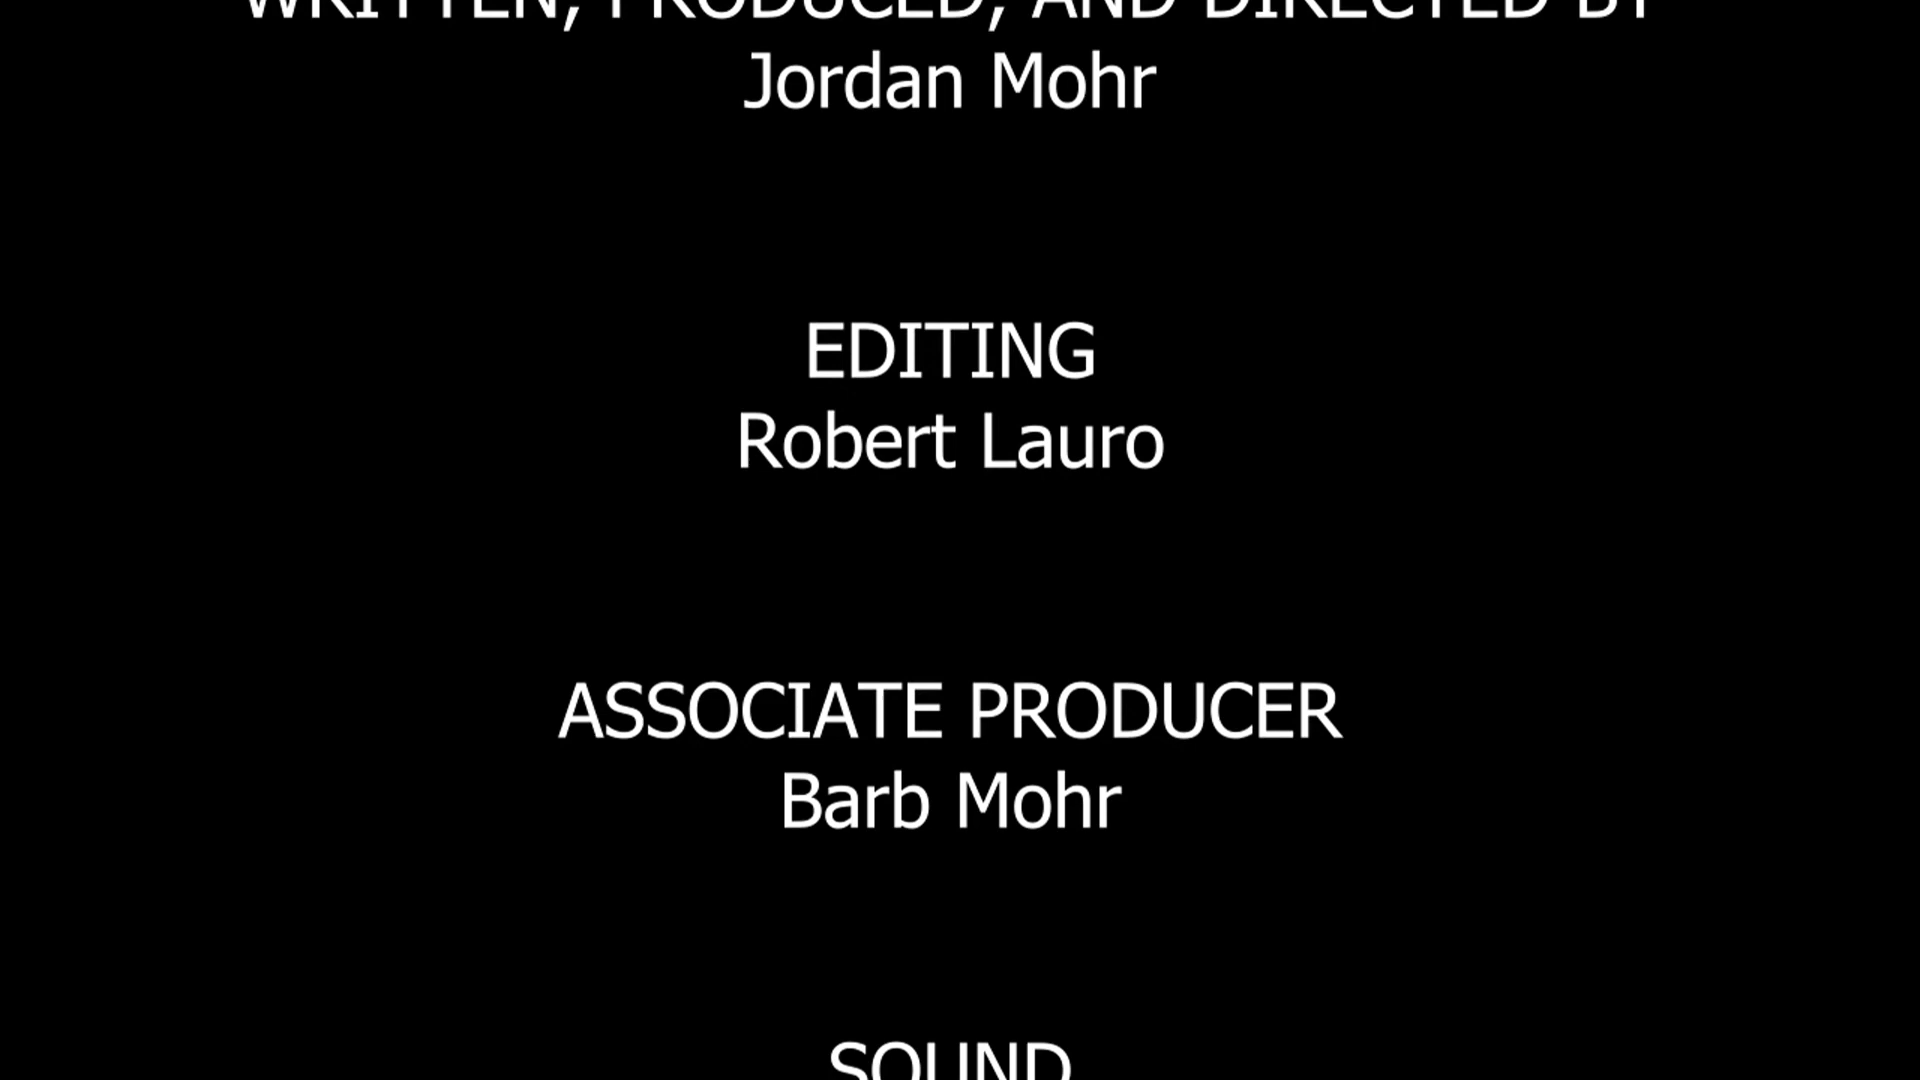 WRITTEN, PRODUCED, AND DIRECTED BY
Jordan Mohr
EDITING
Robert Lauro
ASSOCIATE PRODUCER
Barb Mohr
SOUND